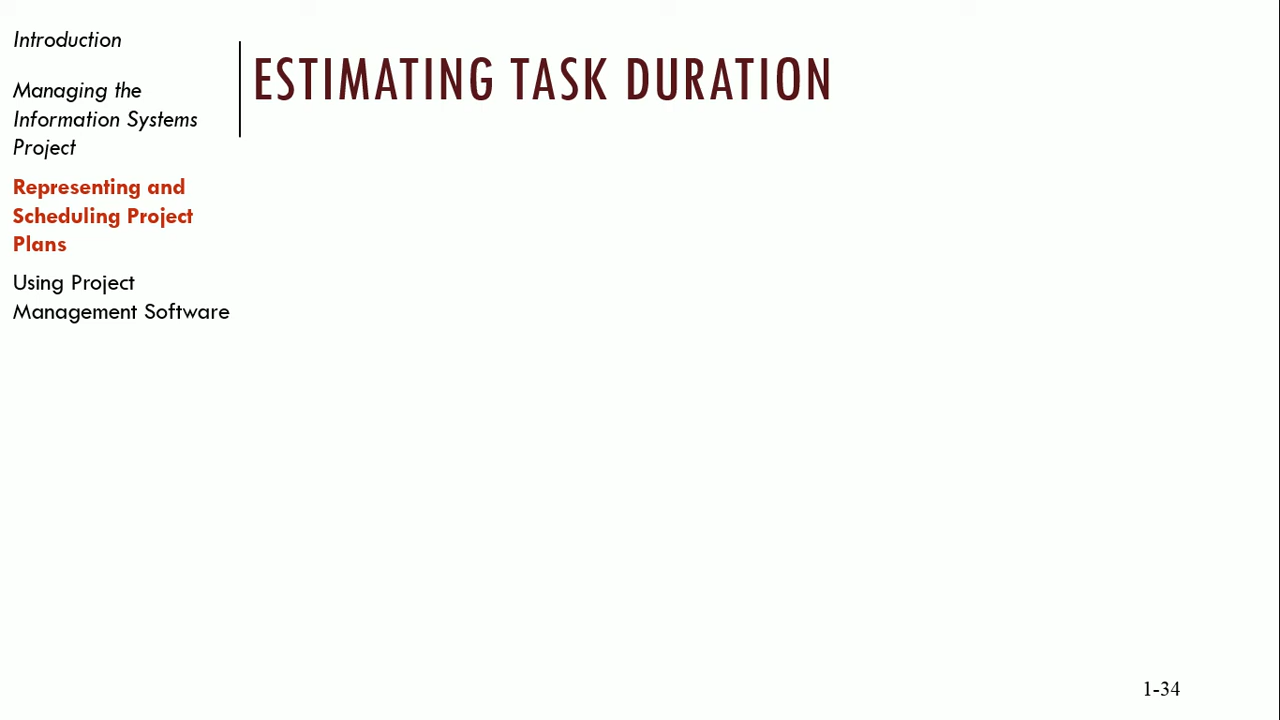 Introduction
Managing the
Information Systems
Project
Representing and
Scheduling Project
Plans
Using Project
Management Software
ESTIMATING TASK DURATION
1-34